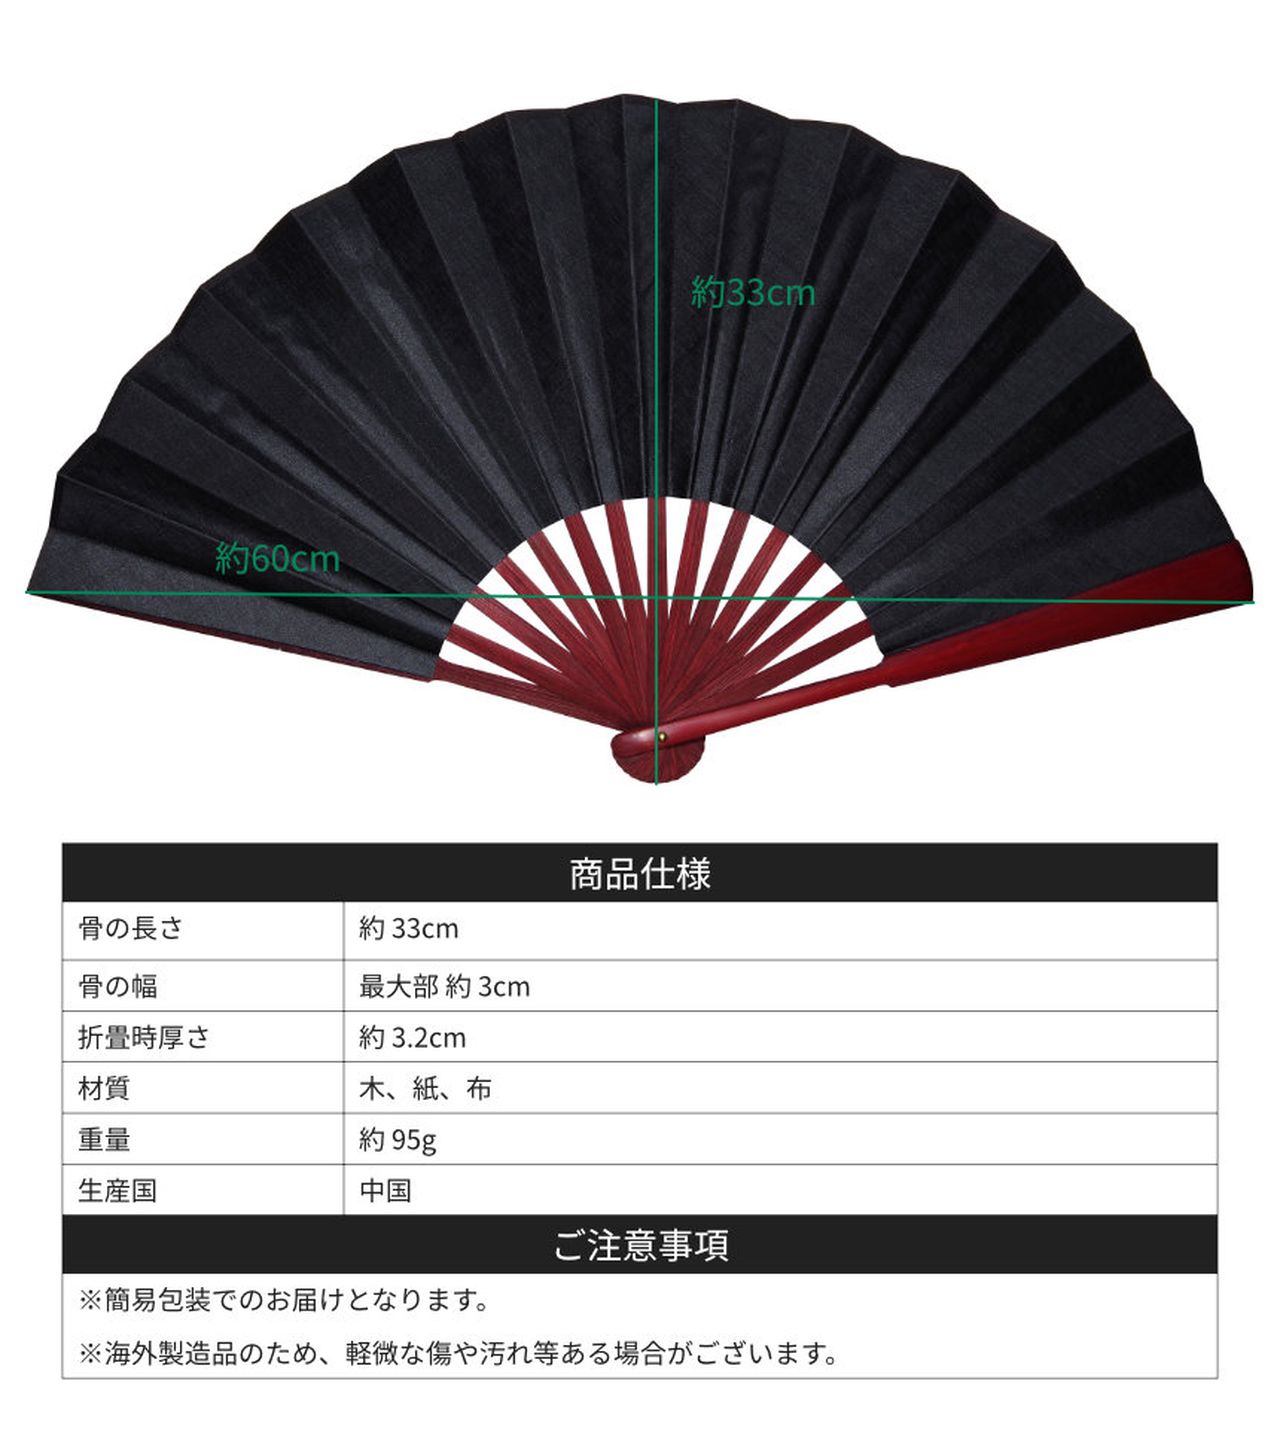 約33cm
約60cm
商品仕様
骨の長さ 約 33cm
骨の幅 最大部 約 3cm
折畳時厚さ 約 3.2cm
材質 木、紙、布
重量 約 95g
生産国 中国
ご注意事項
※簡易包装でのお届けとなります。
※海外製造品のため、軽微な傷や汚れ等ある場合がございます。